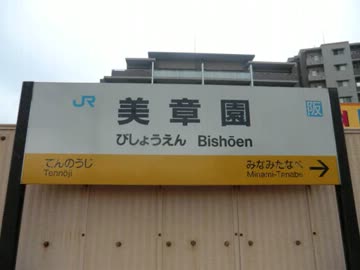 JR 美章園 阪
びしょうえん Bishōen
てんのうじ みなみたなべ
Tennōji Minami-Tanabe